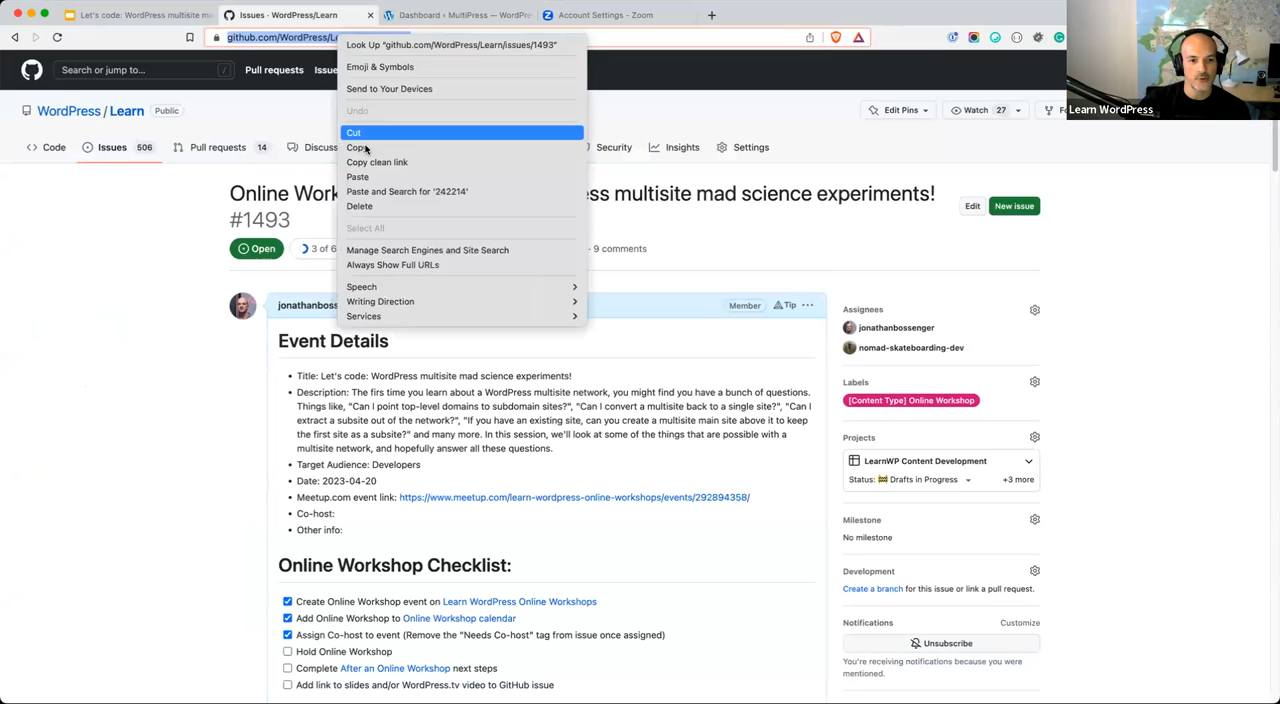 Let's code: WordPress multisite m
Issues · WordPress/Learn
Dashboard ‹ MultiPress — WordPre
Account Settings - Zoom
github.com/WordPress/Le
Look Up “github.com/WordPress/Learn/issues/1493”
Emoji & Symbols
Send to Your Devices
Undo
Cut
Copy
Copy clean link
Paste
Paste and Search for ‘242214’
Delete
Select All
Manage Search Engines and Site Search
Always Show Full URLs
Speech
Writing Direction
Services
Learn WordPress
Search or jump to...
/
Pull requests
Issue
WordPress / Learn
Public
Edit Pins
Watch 27
Fo
Code
Issues 506
Pull requests 14
Discuss
Security
Insights
Settings
Online Work
ss multisite mad science experiments!
#1493
Edit
New issue
Open
3 of 6
· 9 comments
jonathanboss
Member
Tip
Event Details
• Title: Let's code: WordPress multisite mad science experiments!
• Description: The firs time you learn about a WordPress multisite network, you might find you have a bunch of questions.
Things like, "Can I point top-level domains to subdomain sites?", "Can I convert a multisite back to a single site?", "Can I
extract a subsite out of the network?", "If you have an existing site, can you create a multisite main site above it to keep
the first site as a subsite?" and many more. In this session, we'll look at some of the things that are possible with a
multisite network, and hopefully answer all these questions.
• Target Audience: Developers
• Date: 2023-04-20
• Meetup.com event link: https://www.meetup.com/learn-wordpress-online-workshops/events/292894358/
• Co-host:
• Other info:
Online Workshop Checklist:
Create Online Workshop event on Learn WordPress Online Workshops
Add Online Workshop to Online Workshop calendar
Assign Co-host to event (Remove the "Needs Co-host" tag from issue once assigned)
Hold Online Workshop
Complete After an Online Workshop next steps
Add link to slides and/or WordPress.tv video to GitHub issue
Assignees
jonathanbossenger
nomad-skateboarding-dev
Labels
[Content Type] Online Workshop
Projects
LearnWP Content Development
Status: 🚧 Drafts in Progress
+3 more
Milestone
No milestone
Development
Create a branch for this issue or link a pull request.
Notifications
Customize
Unsubscribe
You're receiving notifications because you were
mentioned.